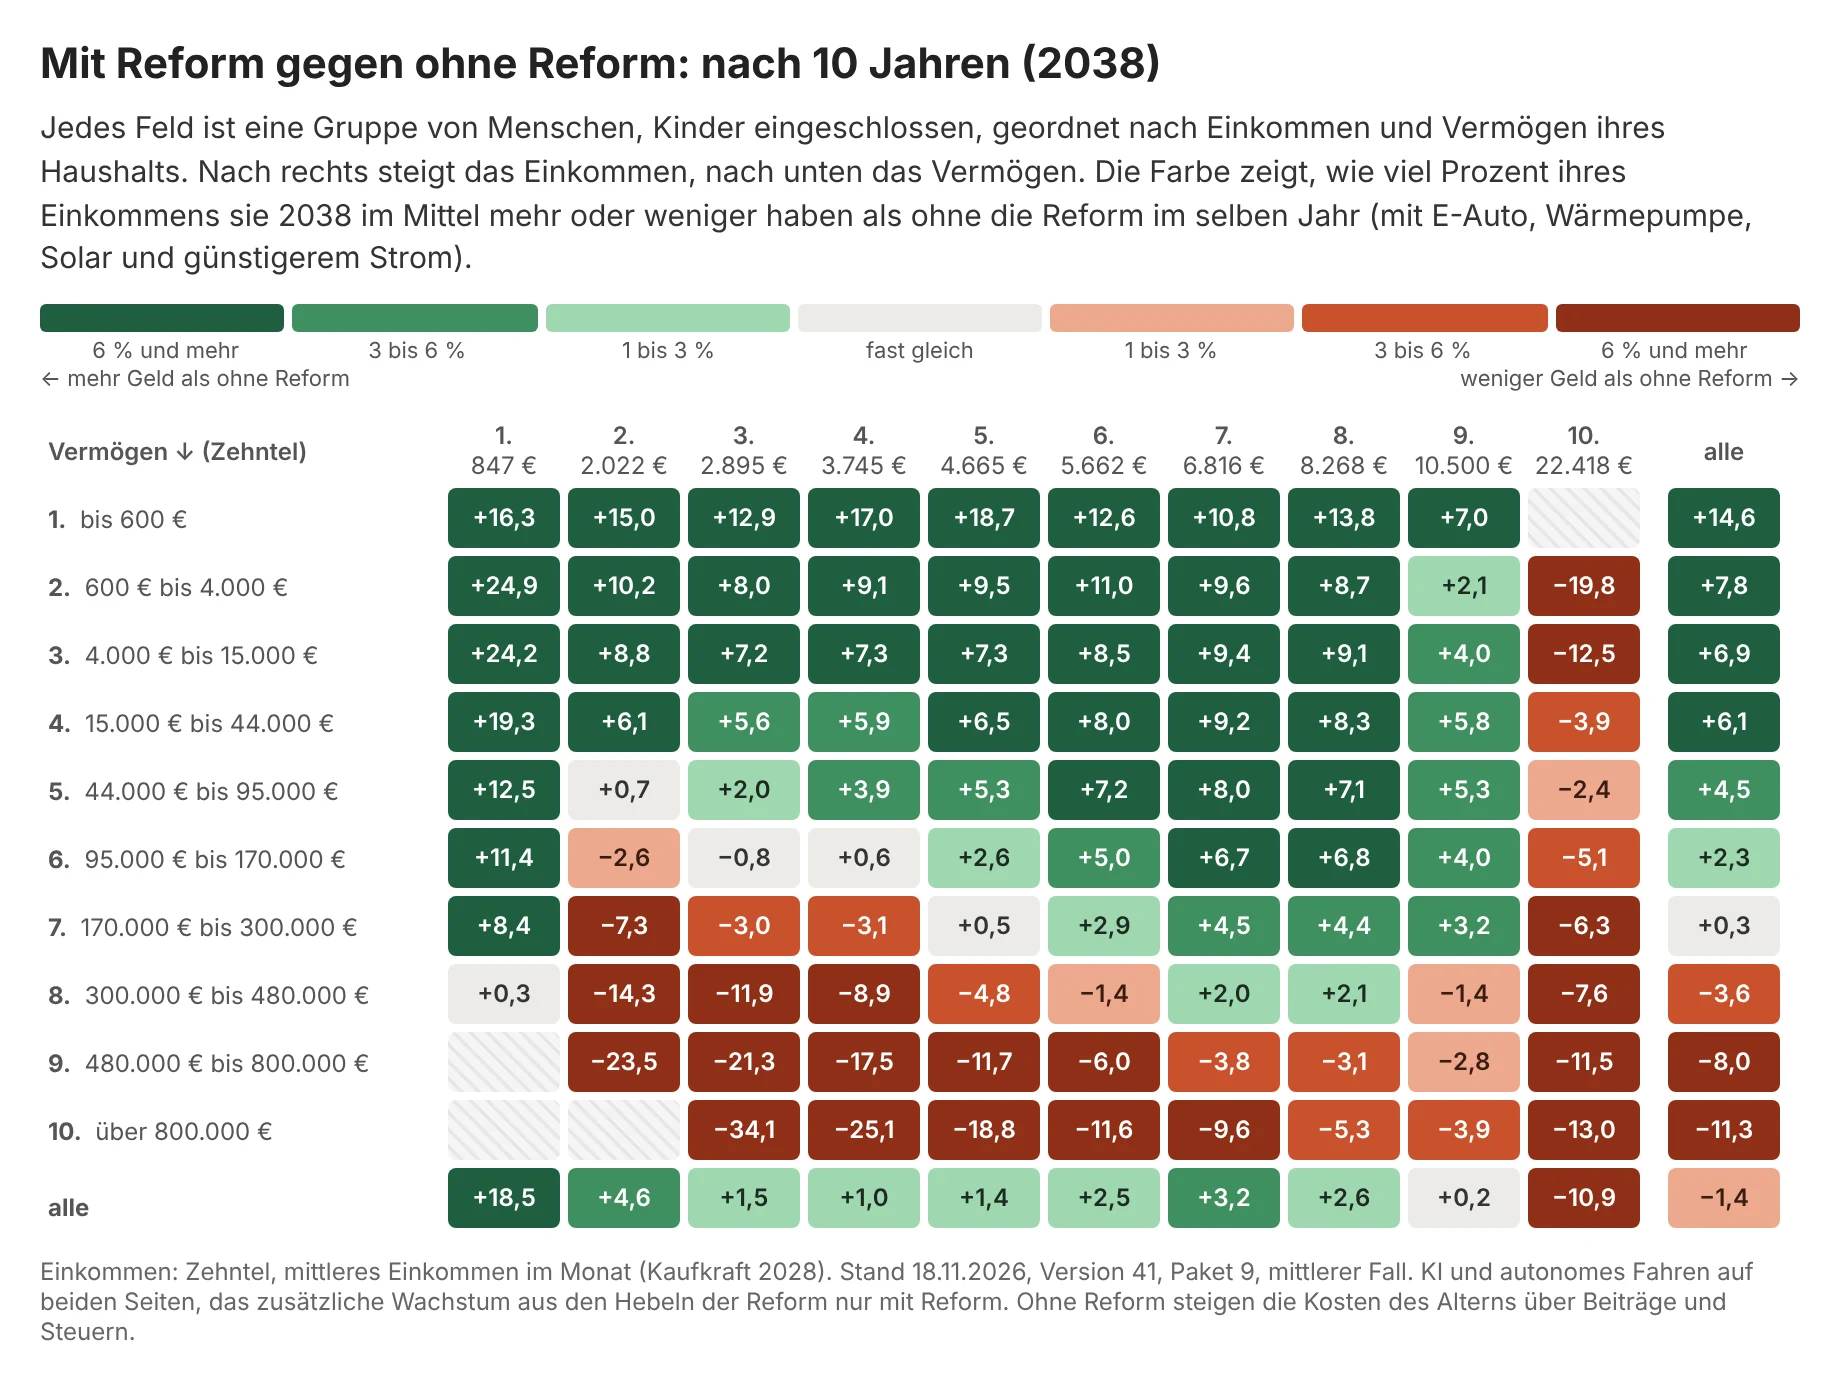 Mit Reform gegen ohne Reform: nach 10 Jahren (2038)
Jedes Feld ist eine Gruppe von Menschen, Kinder eingeschlossen, geordnet nach Einkommen und Vermögen ihres
Haushalts. Nach rechts steigt das Einkommen, nach unten das Vermögen. Die Farbe zeigt, wie viel Prozent ihres
Einkommens sie 2038 im Mittel mehr oder weniger haben als ohne die Reform im selben Jahr (mit E-Auto, Wärmepumpe,
Solar und günstigerem Strom).
6 % und mehr 3 bis 6 % 1 bis 3 % fast gleich 1 bis 3 % 3 bis 6 % 6 % und mehr
← mehr Geld als ohne Reform weniger Geld als ohne Reform →
Vermögen ↓ (Zehntel) 1. 2. 3. 4. 5. 6. 7. 8. 9. 10. alle
847 € 2.022 € 2.895 € 3.745 € 4.665 € 5.662 € 6.816 € 8.268 € 10.500 € 22.418 €
1. bis 600 € +16,3 +15,0 +12,9 +17,0 +18,7 +12,6 +10,8 +13,8 +7,0 +14,6
2. 600 € bis 4.000 € +24,9 +10,2 +8,0 +9,1 +9,5 +11,0 +9,6 +8,7 +2,1 −19,8 +7,8
3. 4.000 € bis 15.000 € +24,2 +8,8 +7,2 +7,3 +7,3 +8,5 +9,4 +9,1 +4,0 −12,5 +6,9
4. 15.000 € bis 44.000 € +19,3 +6,1 +5,6 +5,9 +6,5 +8,0 +9,2 +8,3 +5,8 −3,9 +6,1
5. 44.000 € bis 95.000 € +12,5 +0,7 +2,0 +3,9 +5,3 +7,2 +8,0 +7,1 +5,3 −2,4 +4,5
6. 95.000 € bis 170.000 € +11,4 −2,6 −0,8 +0,6 +2,6 +5,0 +6,7 +6,8 +4,0 −5,1 +2,3
7. 170.000 € bis 300.000 € +8,4 −7,3 −3,0 −3,1 +0,5 +2,9 +4,5 +4,4 +3,2 −6,3 +0,3
8. 300.000 € bis 480.000 € +0,3 −14,3 −11,9 −8,9 −4,8 −1,4 +2,0 +2,1 −1,4 −7,6 −3,6
9. 480.000 € bis 800.000 € −23,5 −21,3 −17,5 −11,7 −6,0 −3,8 −3,1 −2,8 −11,5 −8,0
10. über 800.000 € −34,1 −25,1 −18,8 −11,6 −9,6 −5,3 −3,9 −13,0 −11,3
alle +18,5 +4,6 +1,5 +1,0 +1,4 +2,5 +3,2 +2,6 +0,2 −10,9 −1,4
Einkommen: Zehntel, mittleres Einkommen im Monat (Kaufkraft 2028). Stand 18.11.2026, Version 41, Paket 9, mittlerer Fall. KI und autonomes Fahren auf
beiden Seiten, das zusätzliche Wachstum aus den Hebeln der Reform nur mit Reform. Ohne Reform steigen die Kosten des Alterns über Beiträge und
Steuern.